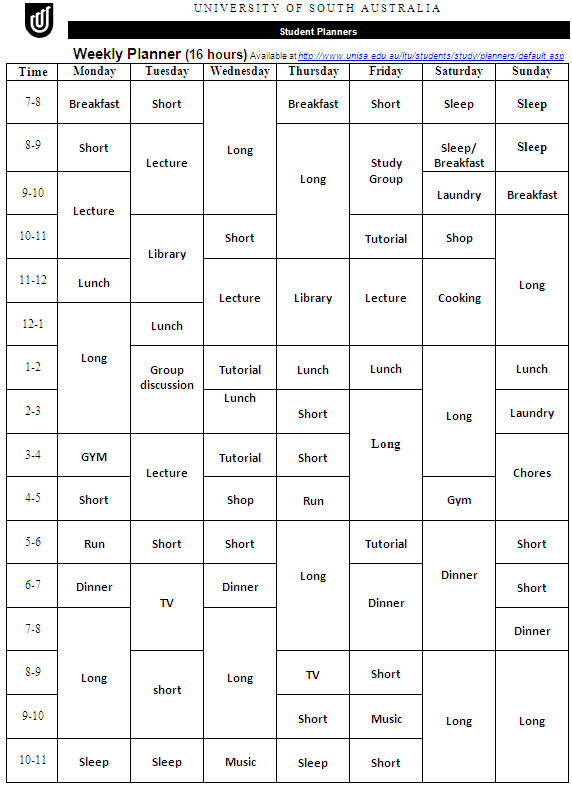 UNIVERSITY OF SOUTH AUSTRALIA
Student Planners
Weekly Planner (16 hours) Available at http://www.unisa.edu.au/ltu/students/study/planners/default.asp
Time Monday Tuesday Wednesday Thursday Friday Saturday Sunday
7-8 Breakfast Short Long Breakfast Short Sleep Sleep
8-9 Short Lecture Long Study Group Sleep/ Breakfast Sleep
9-10 Lecture Laundry Breakfast
10-11 Library Short Tutorial Shop Long
11-12 Lunch Lecture Library Lecture Cooking
12-1 Long Lunch
1-2 Group discussion Tutorial Lunch Lunch Long Lunch
2-3 Lunch Short Long Laundry
3-4 GYM Lecture Tutorial Short Chores
4-5 Short Shop Run Gym
5-6 Run Short Short Long Tutorial Dinner Short
6-7 Dinner TV Dinner Dinner Short
7-8 Long Long Dinner
8-9 short TV Short Long Long
9-10 Short Music
10-11 Sleep Sleep Music Sleep Short